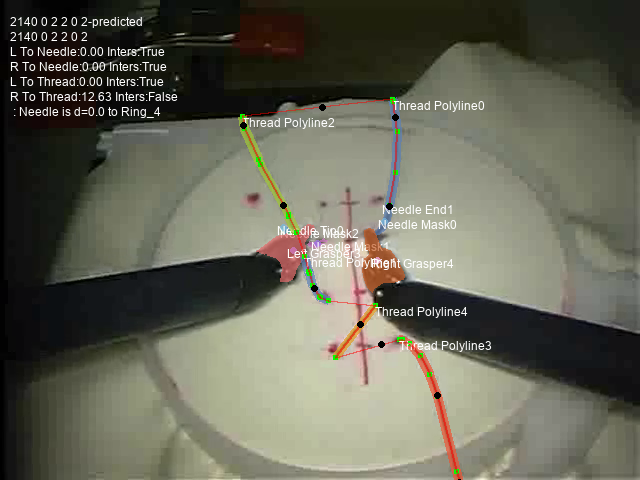 2140 0 2 2 0 2-predicted
2140 0 2 2 0 2
L To Needle:0.00 Inters:True
R To Needle:0.00 Inters:True
L To Thread:0.00 Inters:True
R To Thread:12.63 Inters:False
: Needle is d=0.0 to Ring_4
Thread Polyline0
Thread Polyline2
Needle End1
Needle Mask0
Needle Tip0
Mask2
Needle Mask
Left Grasper3
Thread Poly
Right Grasper4
Thread Polyline4
Thread Polyline3